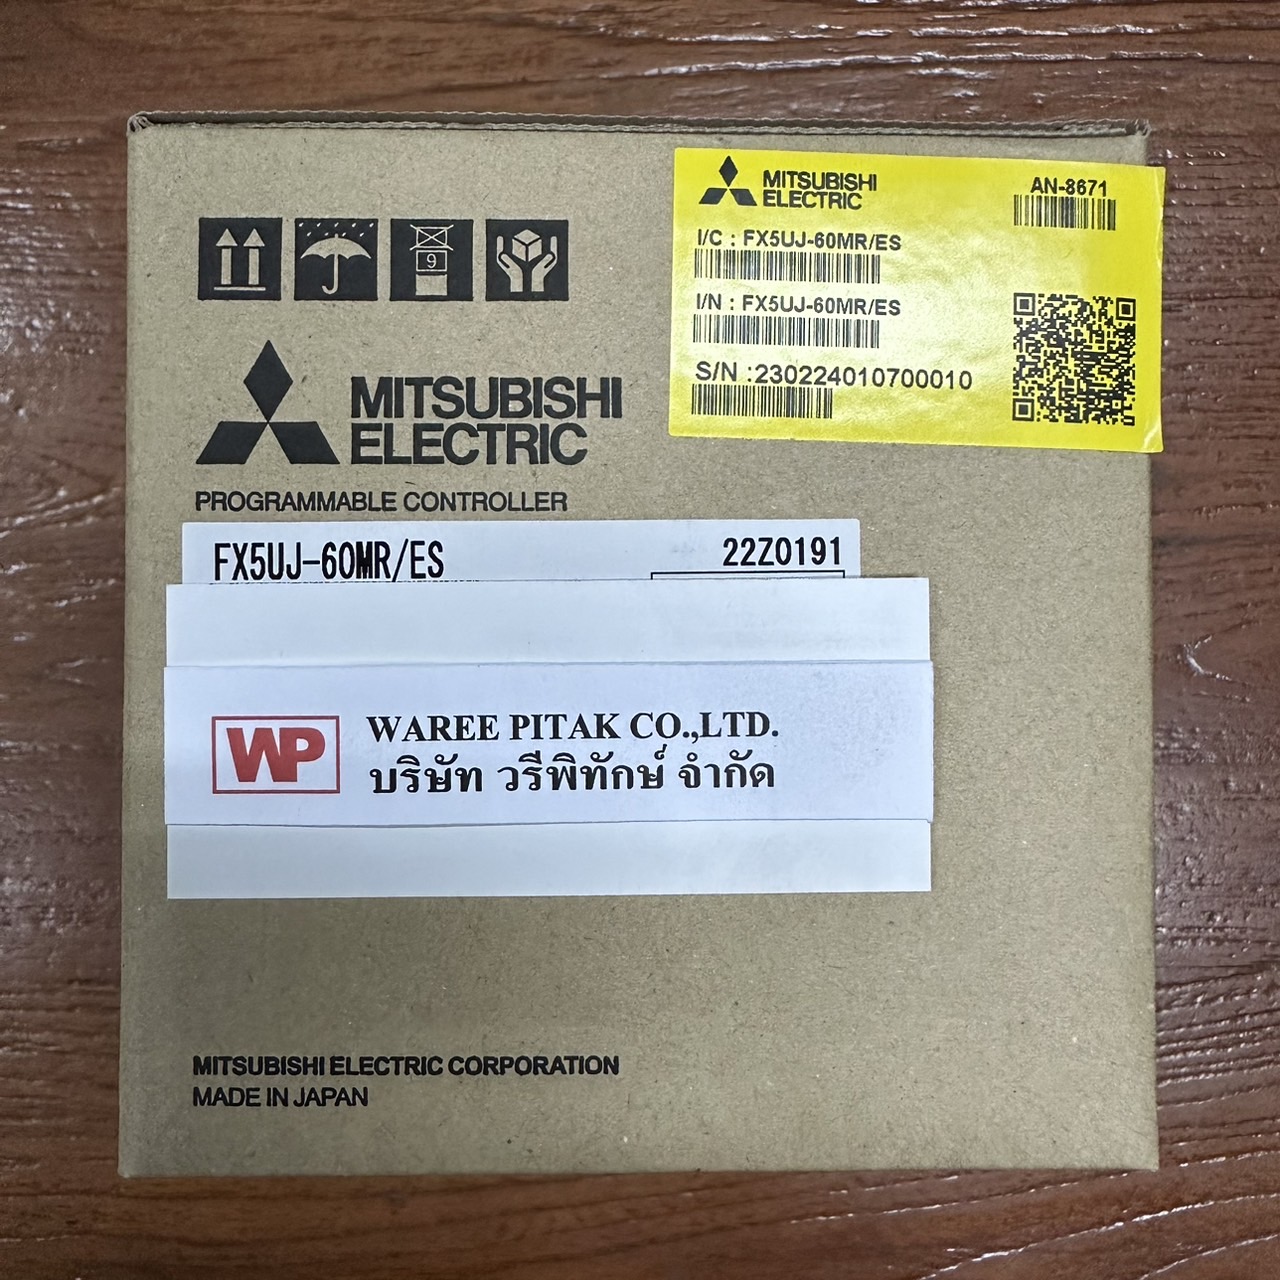 MITSUBISHI
ELECTRIC
AN-8671
I/C : FX5UJ-60MR/ES
I/N : FX5UJ-60MR/ES
S/N :230224010700010
9
MITSUBISHI
ELECTRIC
PROGRAMMABLE CONTROLLER
FX5UJ-60MR/ES
22Z0191
WP
WAREE PITAK CO.,LTD.
บริษัท วรีพิทักษ์ จำกัด
MITSUBISHI ELECTRIC CORPORATION
MADE IN JAPAN